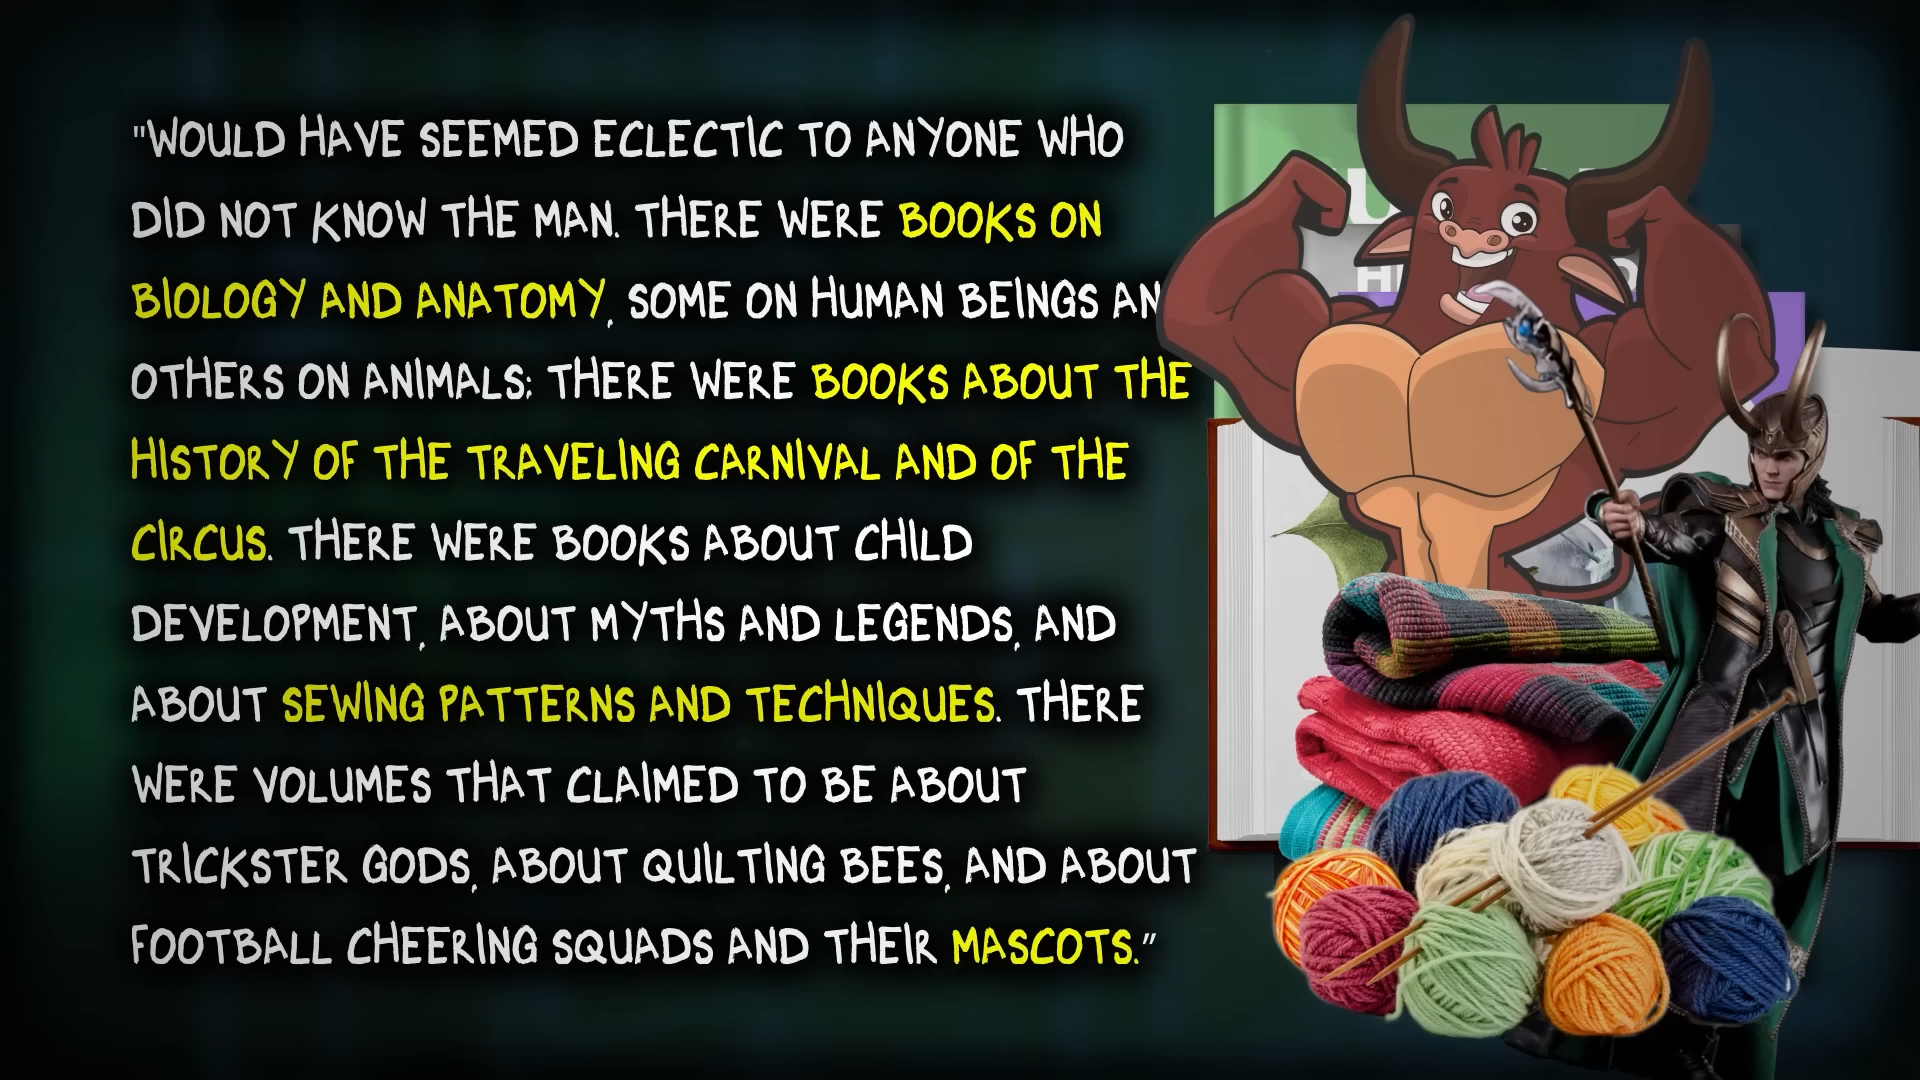 "WOULD HAVE SEEMED ECLECTIC TO ANYONE WHO
DID NOT KNOW THE MAN. THERE WERE BOOKS ON
BIOLOGY AND ANATOMY, SOME ON HUMAN BEINGS AN
OTHERS ON ANIMALS; THERE WERE BOOKS ABOUT THE
HISTORY OF THE TRAVELING CARNIVAL AND OF THE
CIRCUS. THERE WERE BOOKS ABOUT CHILD
DEVELOPMENT, ABOUT MYTHS AND LEGENDS, AND
ABOUT SEWING PATTERNS AND TECHNIQUES. THERE
WERE VOLUMES THAT CLAIMED TO BE ABOUT
TRICKSTER GODS, ABOUT QUILTING BEES, AND ABOUT
FOOTBALL CHEERING SQUADS AND THEIR MASCOTS.”